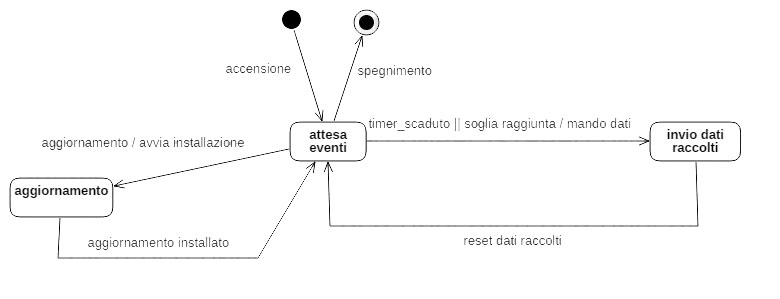 accensione
spegnimento
timer_scaduto || soglia raggiunta / mando dati
attesa
eventi
invio dati
raccolti
aggiornamento / avvia installazione
aggiornamento
aggiornamento installato
reset dati raccolti